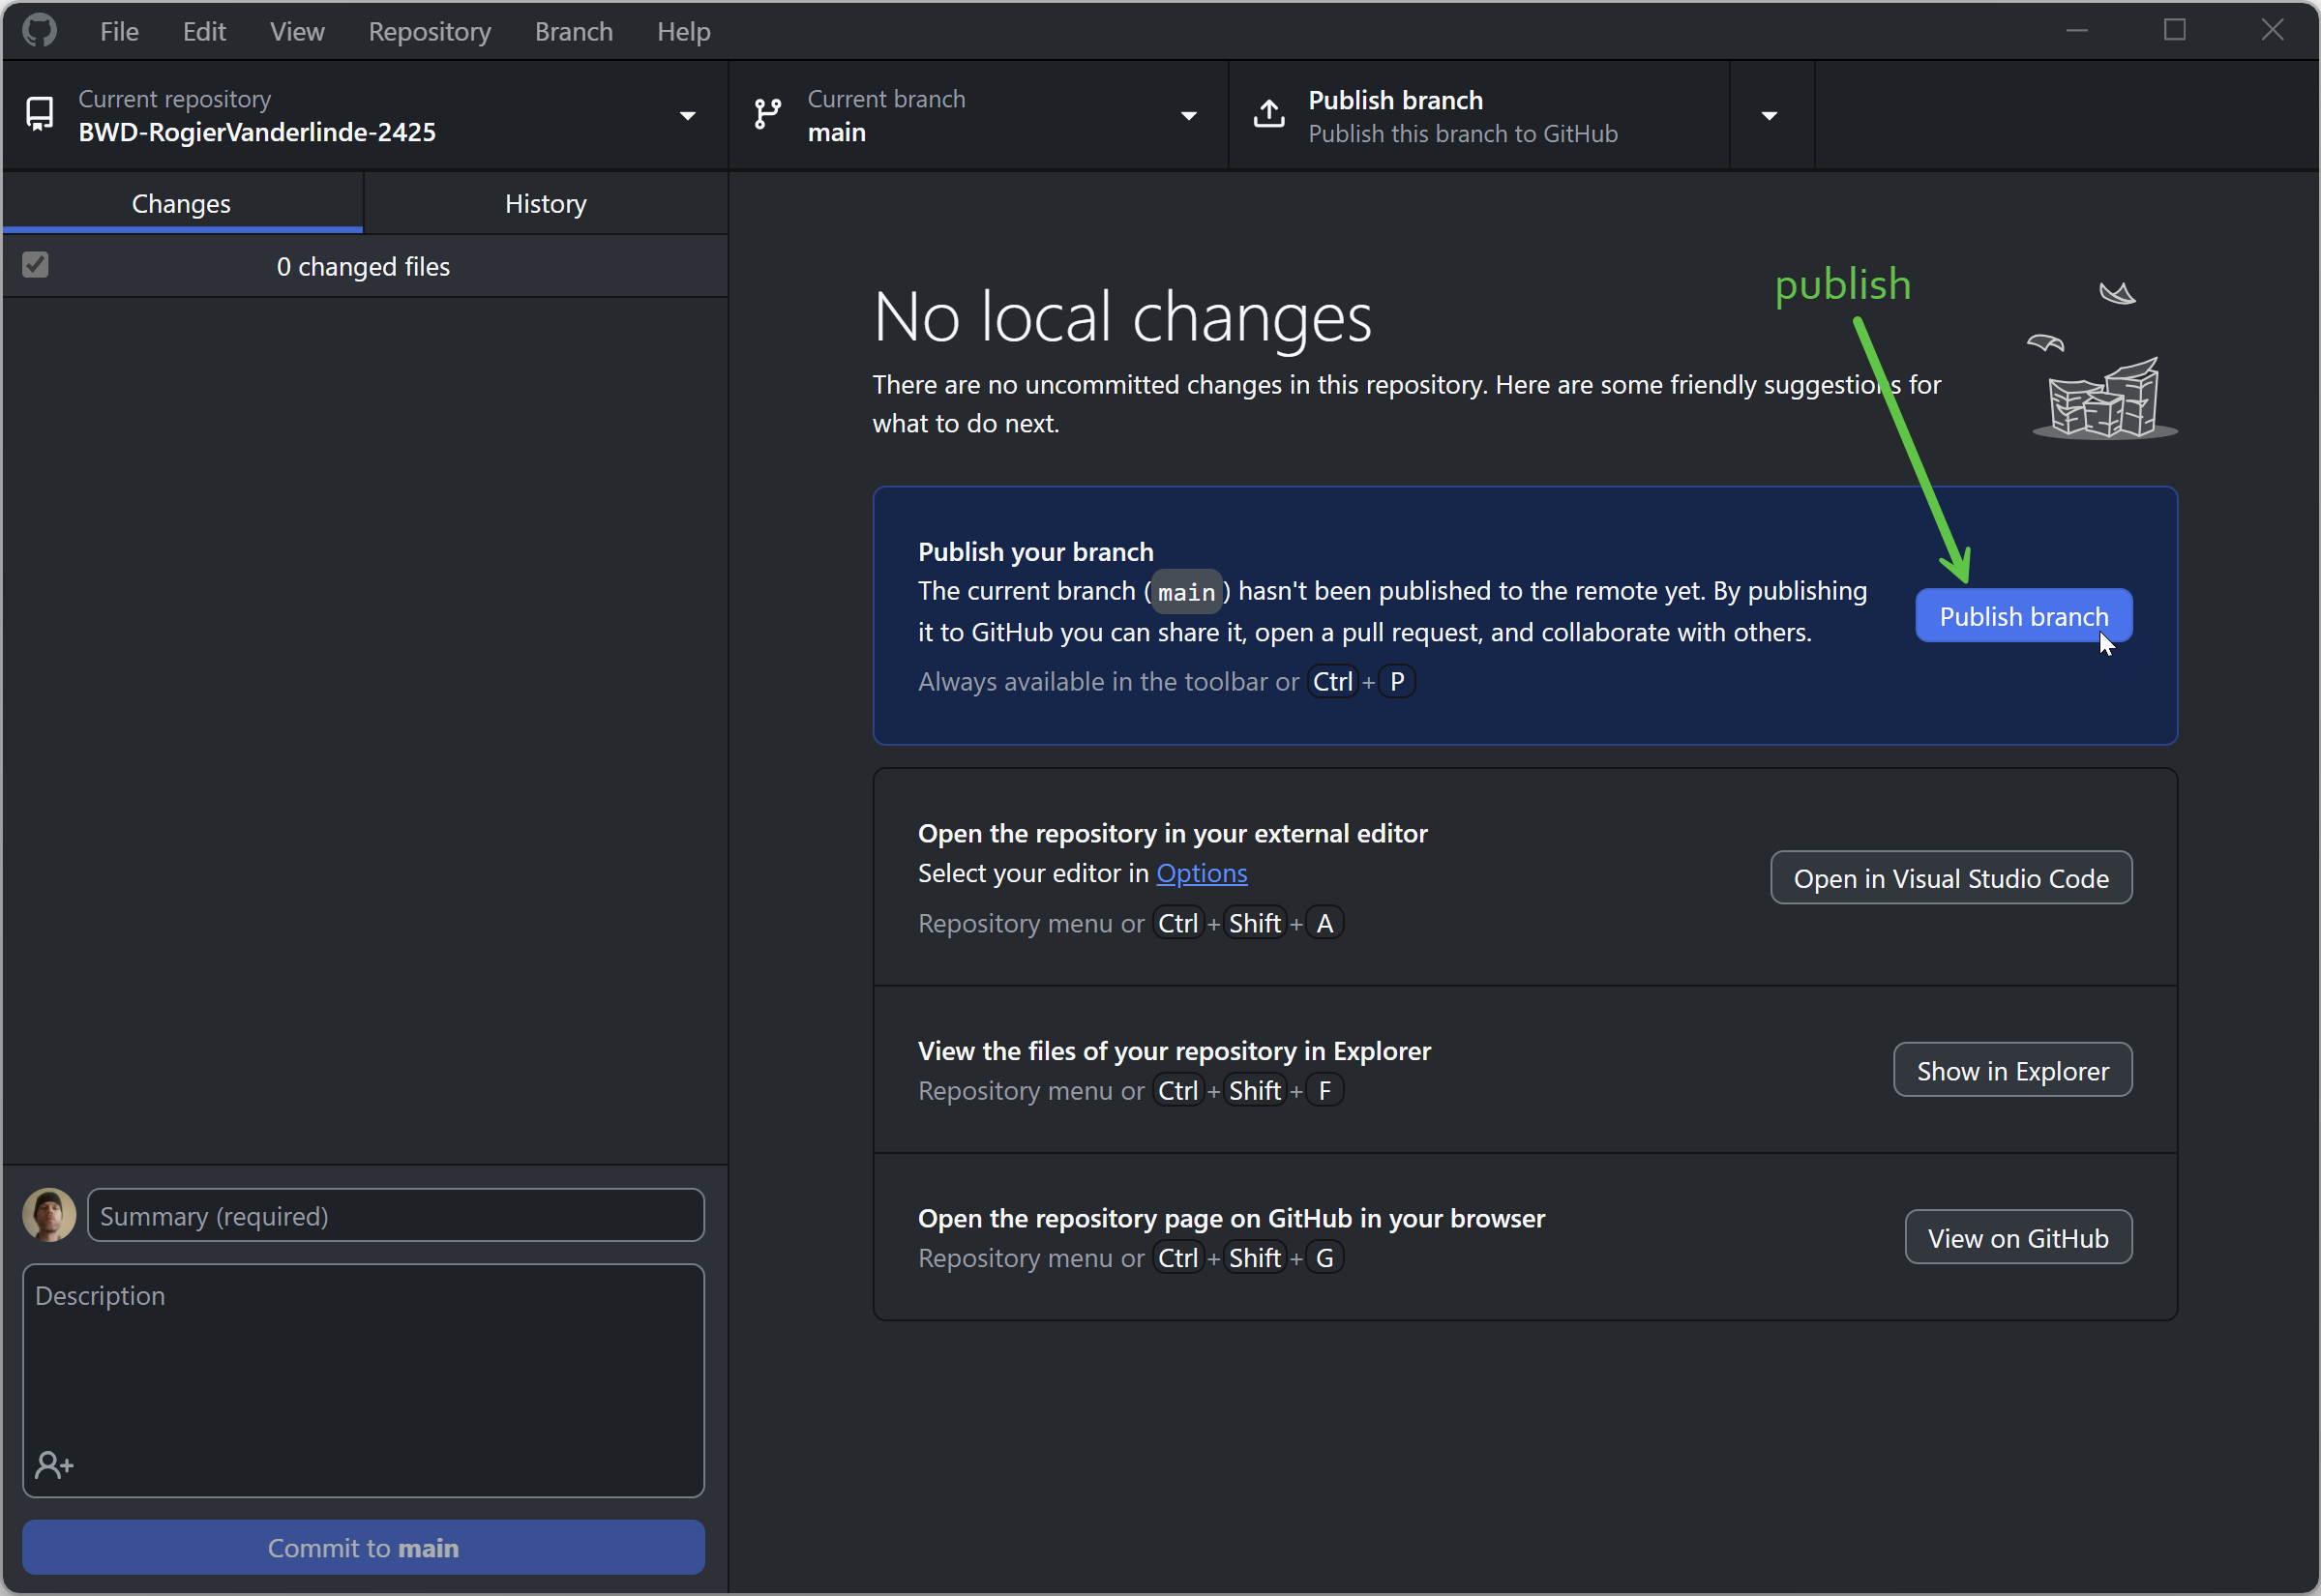 File Edit View Repository Branch Help
Current repository
BWD-RogierVanderlinde-2425
Current branch
main
Publish branch
Publish this branch to GitHub
Changes History
0 changed files
publish
No local changes
There are no uncommitted changes in this repository. Here are some friendly suggestions for
what to do next.
Publish your branch
The current branch (main) hasn't been published to the remote yet. By publishing
it to GitHub you can share it, open a pull request, and collaborate with others.
Always available in the toolbar or Ctrl + P
Publish branch
Open the repository in your external editor
Select your editor in Options
Repository menu or Ctrl + Shift + A
Open in Visual Studio Code
View the files of your repository in Explorer
Repository menu or Ctrl + Shift + F
Show in Explorer
Open the repository page on GitHub in your browser
Repository menu or Ctrl + Shift + G
View on GitHub
Summary (required)
Description
Commit to main